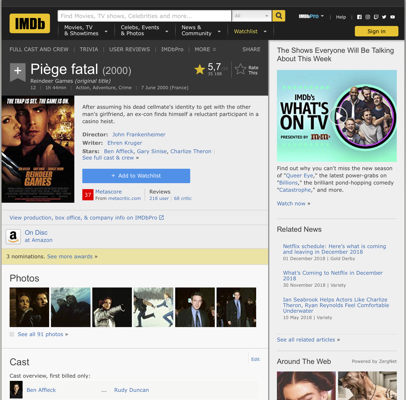 IMDb
Find Movies, TV shows, Celebrities and more...
All
IMDbPro
Help
Movies, TV
& Showtimes
Celebs, Events
& Photos
News &
Community
Watchlist
Sign in
FULL CAST AND CREW
TRIVIA
USER REVIEWS
IMDbPro
MORE
SHARE
Piège fatal (2000)
Reindeer Games (original title)
12 | 1h 44min | Action, Adventure, Crime | 7 June 2000 (France)
5,7
Rate
This
THE TRAP IS SET. THE GAME IS ON.
REINDEER
GAMES
After assuming his dead cellmate's identity to get with the other
man's girlfriend, an ex-con finds himself a reluctant participant in a
casino heist.
Director: John Frankenheimer
Writer: Ehren Kruger
Stars: Ben Affleck, Gary Sinise, Charlize Theron |
See full cast & crew »
+ Add to Watchlist
37
Metascore
From metacritic.com
Reviews
218 user | 68 critic
View production, box office, & company info on IMDbPro
a
On Disc
at Amazon
3 nominations. See more awards »
Photos
See all 91 photos »
Cast
Edit
Cast overview, first billed only:
Ben Affleck
...
Rudy Duncan
The Shows Everyone Will Be Talking
About This Week
IMDb's
WHAT'S
ON TV
PRESENTED BY M&M'S
Find out why you can't miss the new season
of "Queer Eye," the latest power-grabs on
"Billions," the brilliant pond-hopping comedy
"Catastrophe," and more.
Watch now »
Related News
Netflix schedule: Here's what is coming
and leaving in December 2018
01 December 2018 | Gold Derby
What's Coming to Netflix in December
2018
30 November 2018 | Variety
Ian Seabrook Helps Actors Like Charlize
Theron, Ryan Reynolds Feel Comfortable
Underwater
10 May 2018 | Variety
See all related articles »
Around The Web
Powered by ZergNet